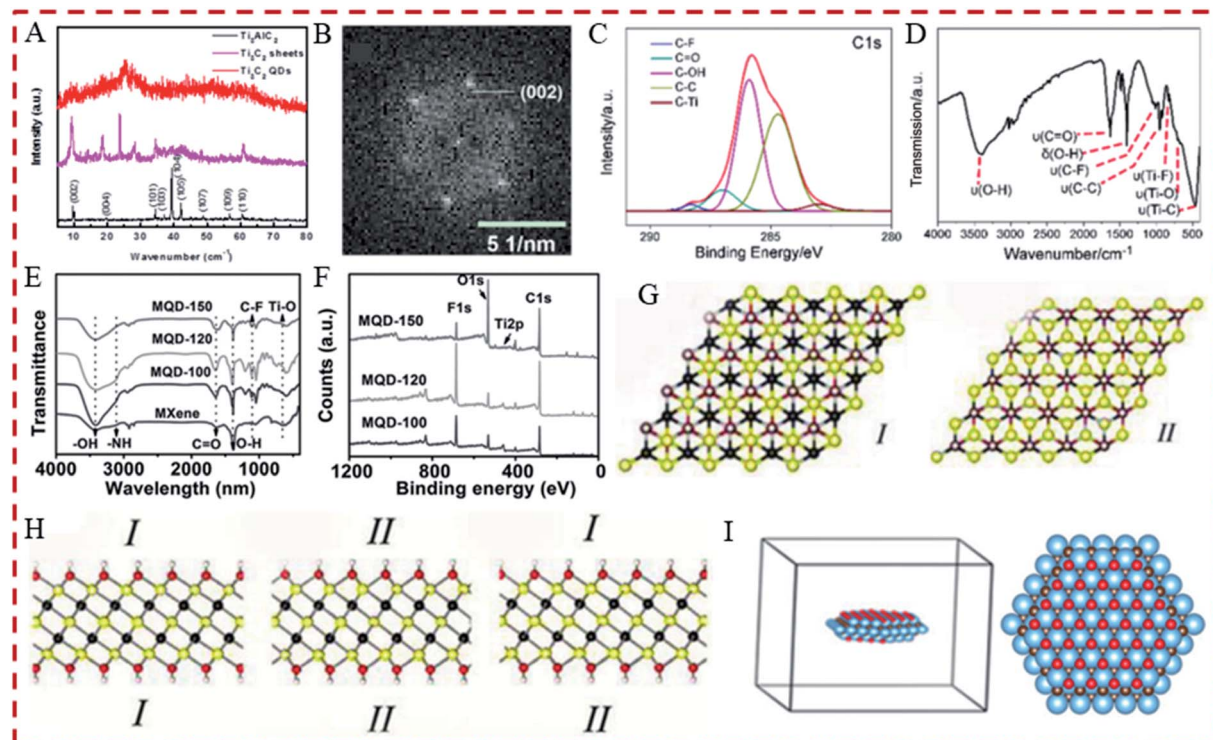 A
Ti3AlC2
Ti3C2 sheets
Ti3C2 QDs
Intensity (a.u.)
(002)
(004)
(101)
(103)
(104)
(105)
(107)
(109)
(110)
10 20 30 40 50 60 70 80
Wavenumber (cm-1)
B
(002)
5 1/nm
C
C1s
C-F
C=O
C-OH
C-C
C-Ti
Intensity/a.u.
290 285 280
Binding Energy/eV
D
Transmission/a.u.
υ(C=O)
δ(O-H)
υ(C-F)
υ(C-C)
υ(O-H)
υ(Ti-F)
υ(Ti-O)
υ(Ti-C)
4000 3500 3000 2500 2000 1500 1000 500
Wavenumber/cm-1
E
MQD-150
C-F
Ti-O
MQD-120
MQD-100
MXene
-OH
-NH
C=O
O-H
Transmittance
4000 3000 2000 1000
Wavelength (nm)
F
O1s
F1s
C1s
MQD-150
Ti2p
MQD-120
MQD-100
Counts (a.u.)
1200 800 400 0
Binding energy (eV)
G
I
II
H
I II I
I II II
I